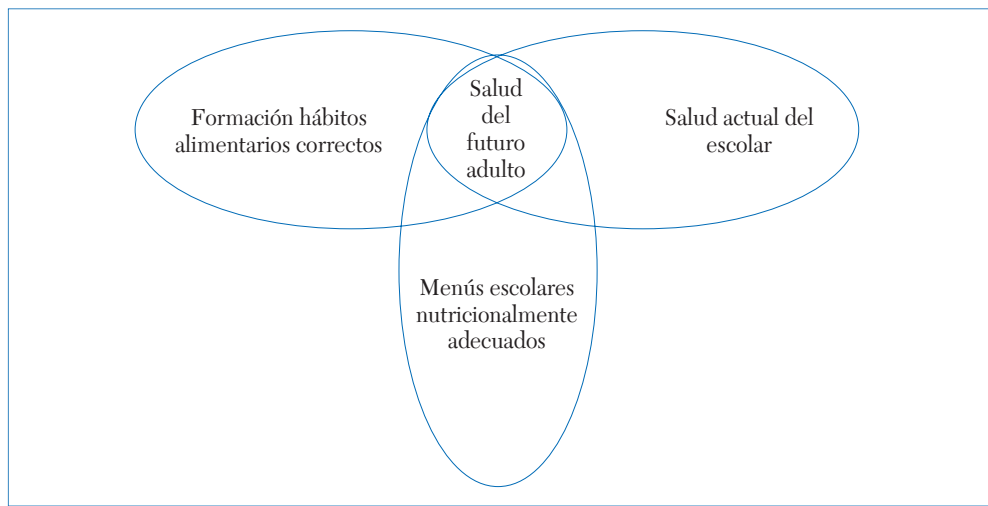 Formación hábitos
alimentarios correctos
Salud
del
futuro
adulto
Salud actual del
escolar
Menús escolares
nutricionalmente
adecuados